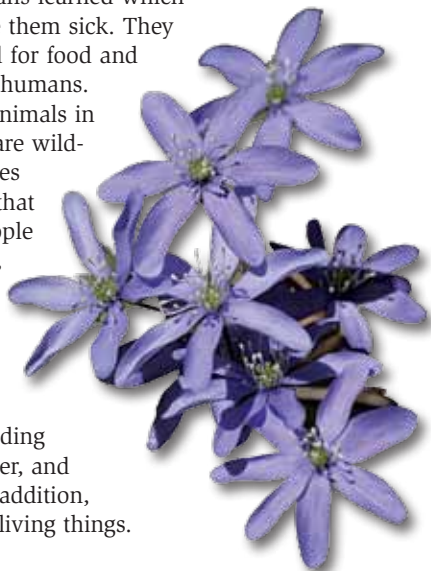 ans learned which
them sick. They
for food and
humans.
nimals in
are wild-
es
that
ople
ding
er, and
addition,
living things.